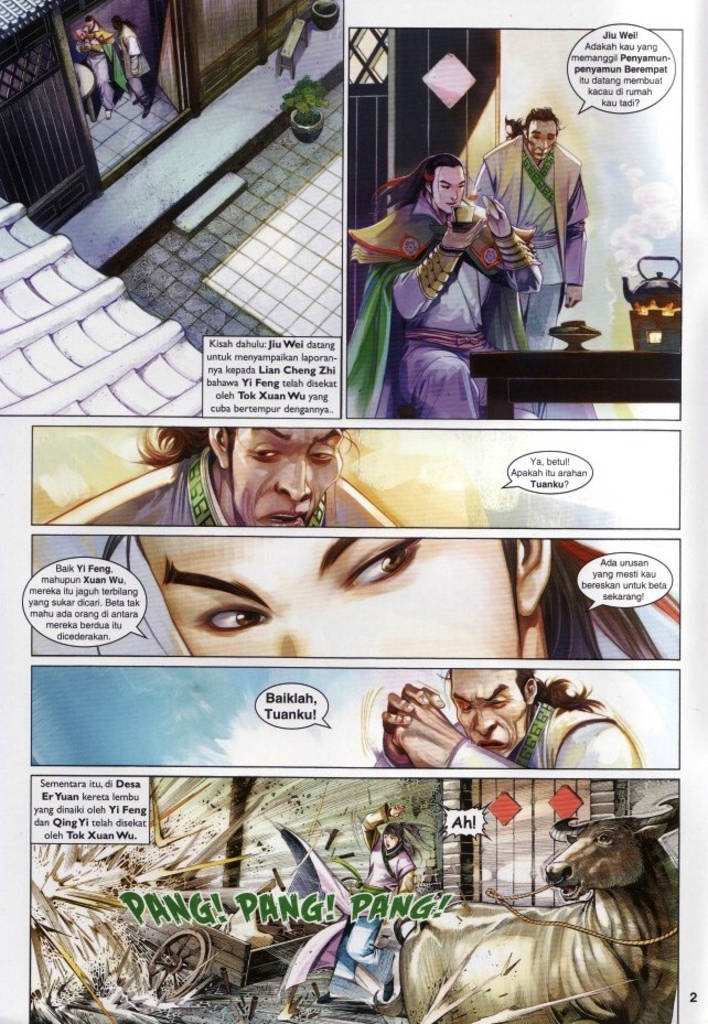 Kisah dahulu: Jiu Wei datang
untuk menyampaikan laporan-
nya kepada Lian Cheng Zhi
bahawa Yi Feng telah disekat
oleh Tok Xuan Wu yang
cuba bertempur dengannya..
Jiu Wei!
Adakah kau yang
memanggil Penyamun-
penyamun Berempat
itu datang membuat
kacau di rumah
kau tadi?
Ya, betul!
Apakah itu arahan
Tuanku?
Baik Yi Feng,
mahupun Xuan Wu,
mereka itu jaguh terbilang
yang sukar dicari. Beta tak
mahu ada orang di antara
mereka berdua itu
dicederakan.
Ada urusan
yang mesti kau
bereskan untuk beta
sekarang!
Baiklah,
Tuanku!
Sementara itu, di Desa
Er Yuan kereta lembu
yang dinaiki oleh Yi Feng
dan Qing Yi telah disekat
oleh Tok Xuan Wu.
Ah!
PANG! PANG! PANG!
2